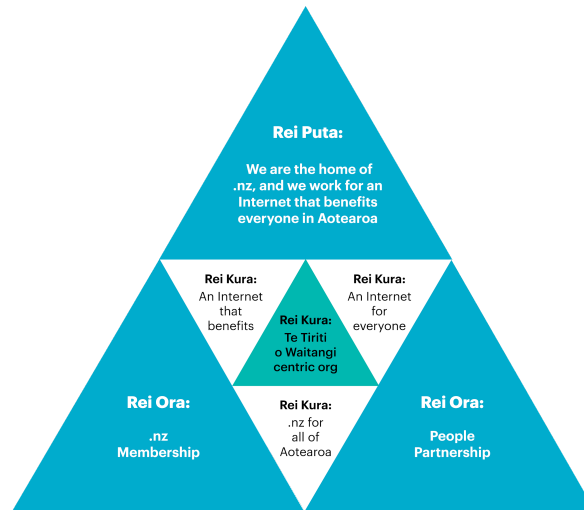 Rei Puta:
We are the home of
.nz, and we work for an
Internet that benefits
everyone in Aotearoa
Rei Kura:
An Internet
that
benefits
Rei Kura:
An Internet
for
everyone
Rei Kura:
Te Tiriti
o Waitangi
centric org
Rei Ora:
.nz
Membership
Rei Kura:
.nz for
all of
Aotearoa
Rei Ora:
People
Partnership